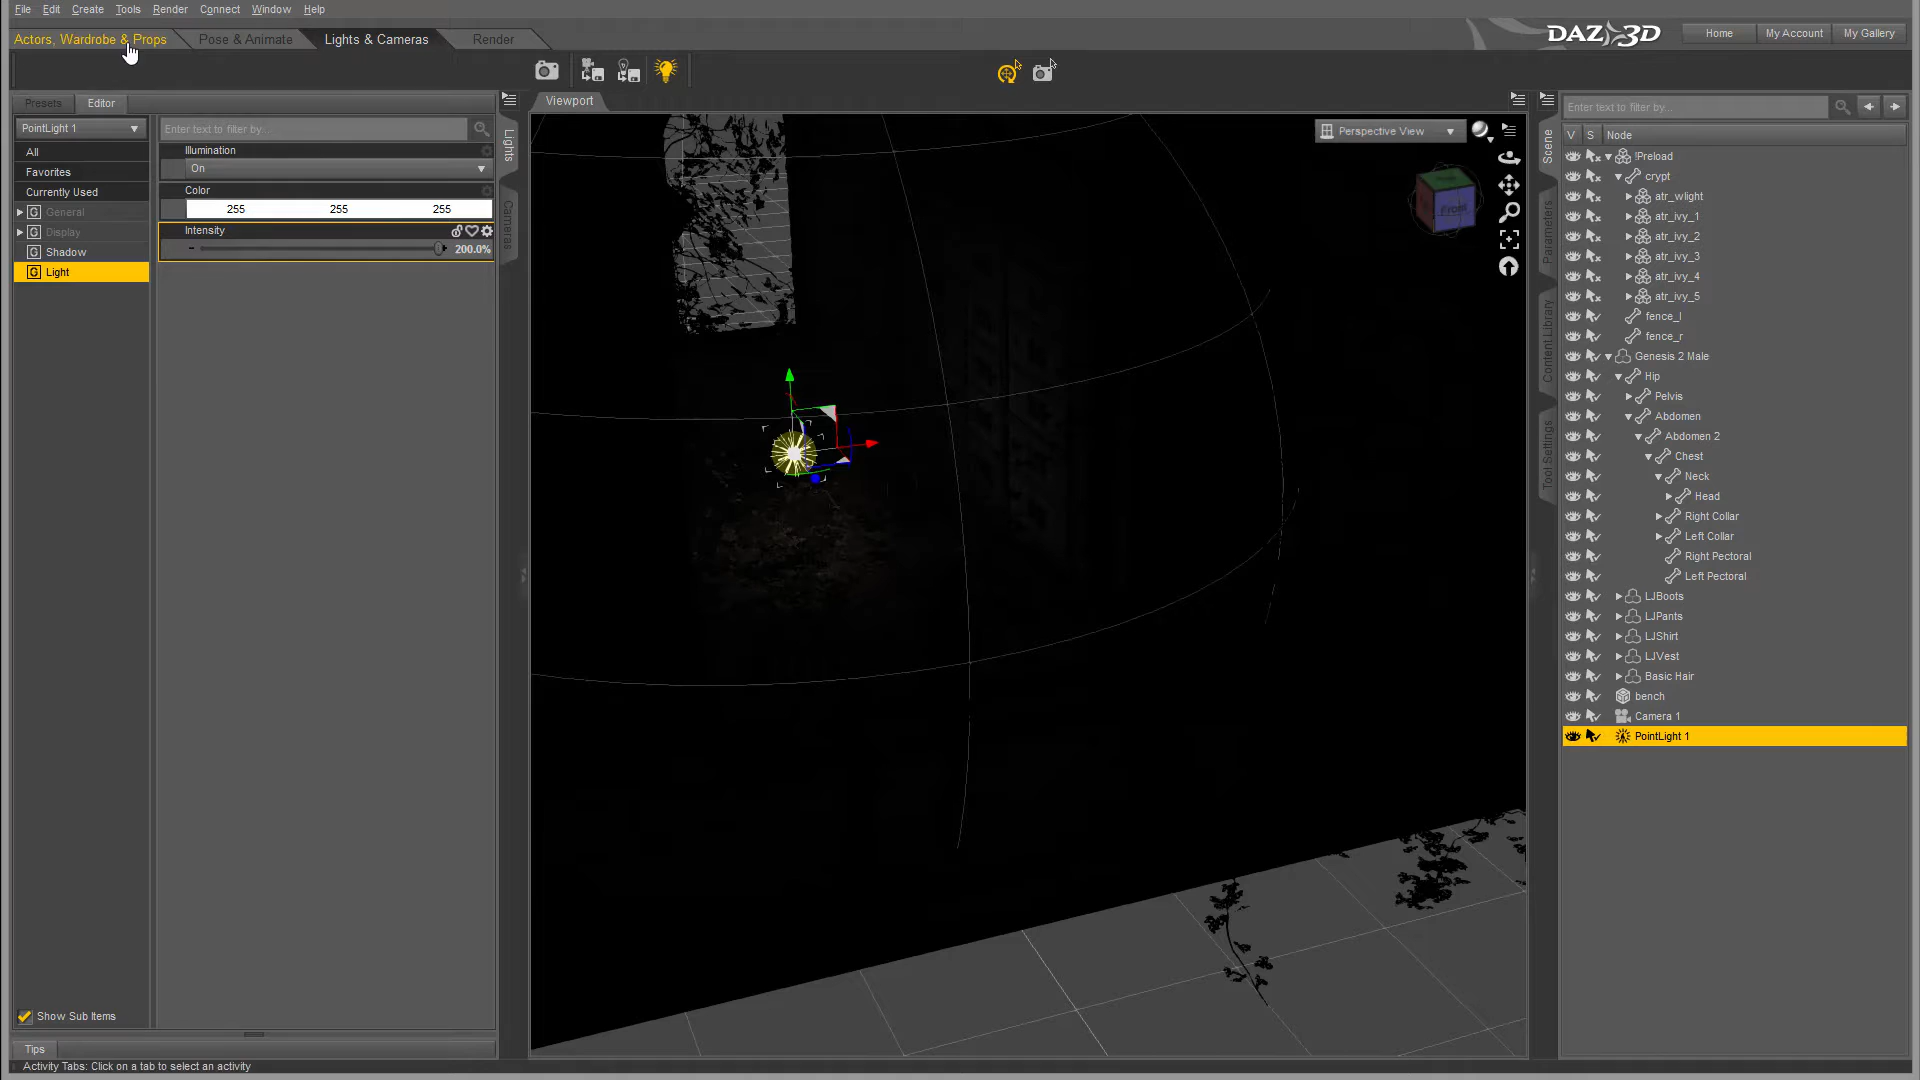 File Edit Create Tools Render Connect Window Help
Actors, Wardrobe & Props Pose & Animate Lights & Cameras Render
DAZ 3D Home My Account My Gallery
Presets Editor
Viewport
Enter text to filter by...
PointLight 1
Enter text to filter by...
Perspective View
V S Node
All
Favorites
Currently Used
G General
G Display
G Shadow
G Light
Illumination
On
Color
255 255 255
Intensity
200.0%
Lights
Cameras
Front
Scene
Parameters
Content Library
Tool Settings
!Preload
crypt
atr_wlight
atr_ivy_1
atr_ivy_2
atr_ivy_3
atr_ivy_4
atr_ivy_5
fence_l
fence_r
Genesis 2 Male
Hip
Pelvis
Abdomen
Abdomen 2
Chest
Neck
Head
Right Collar
Left Collar
Right Pectoral
Left Pectoral
LJBoots
LJPants
LJShirt
LJVest
Basic Hair
bench
Camera 1
PointLight 1
Show Sub Items
Tips
Activity Tabs: Click on a tab to select an activity